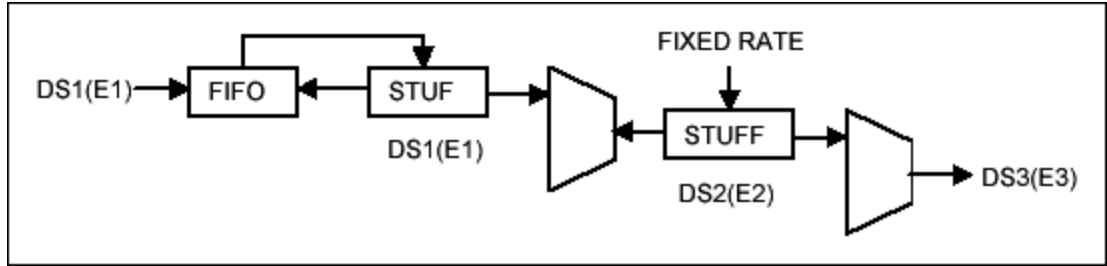 FIXED RATE
DS1(E1)
FIFO
STUF
STUFF
DS1(E1)
DS2(E2)
DS3(E3)